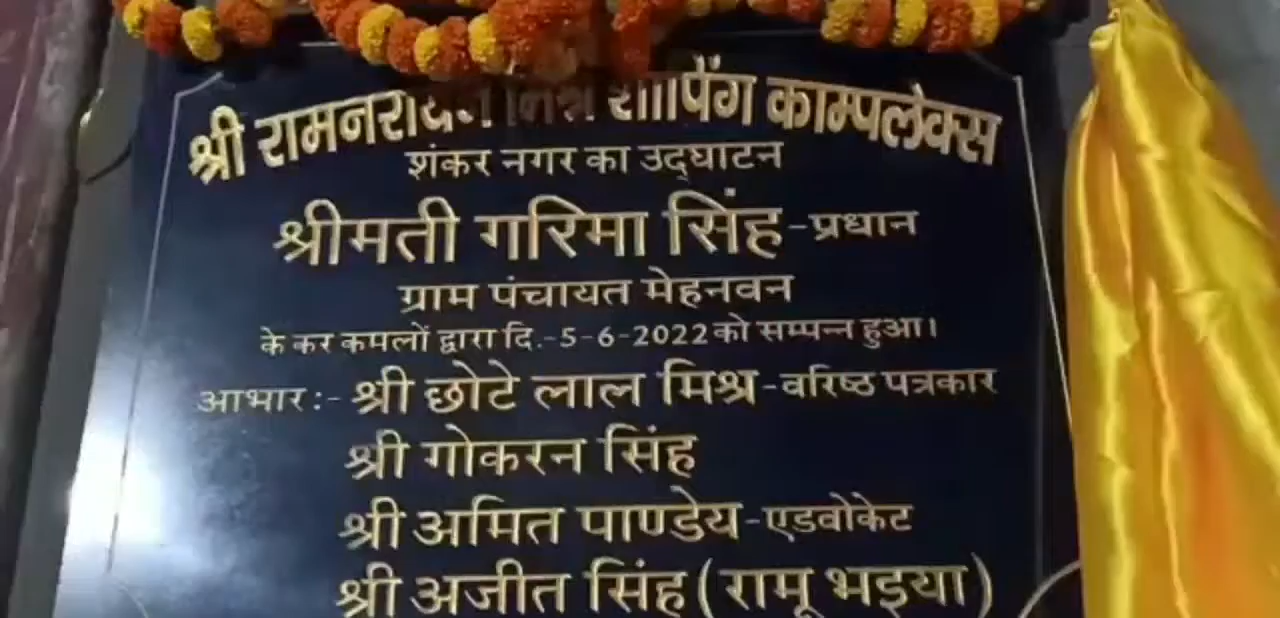 श्री रामनरायन मिश्र शॉपिंग काम्पलेक्स
शंकर नगर का उद्घाटन
श्रीमती गरिमा सिंह-प्रधान
ग्राम पंचायत मेहनवन
के कर कमलों द्वारा दि.-5-6-2022 को सम्पन्न हुआ।
आभार :- श्री छोटे लाल मिश्र-वरिष्ठ पत्रकार
श्री गोकरन सिंह
श्री अमित पाण्डेय-एडवोकेट
श्री अजीत सिंह (रामू भइया)